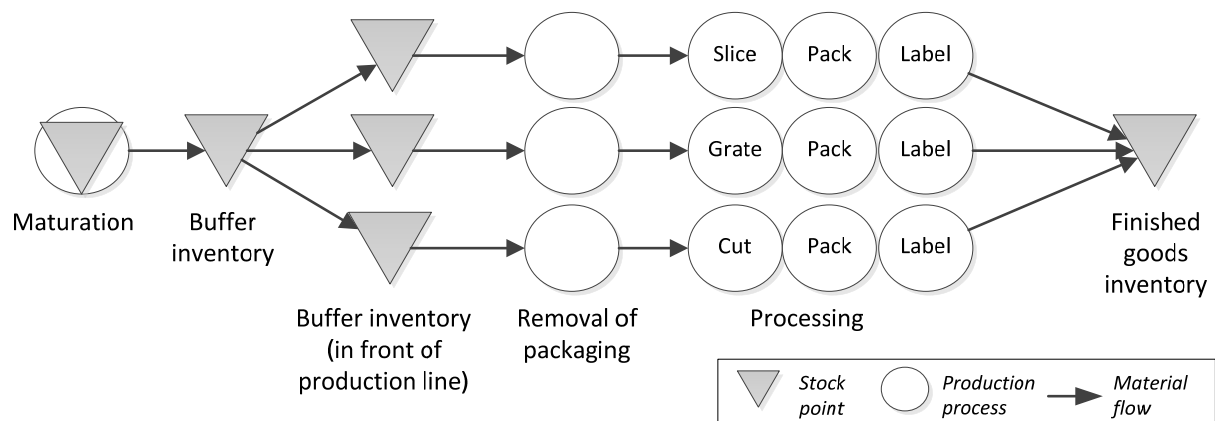 Slice Pack Label
Grate Pack Label
Cut Pack Label
Maturation
Buffer
inventory
Buffer inventory
(in front of
production line)
Removal of
packaging
Processing
Finished
goods
inventory
Stock
point
Production
process
Material
flow